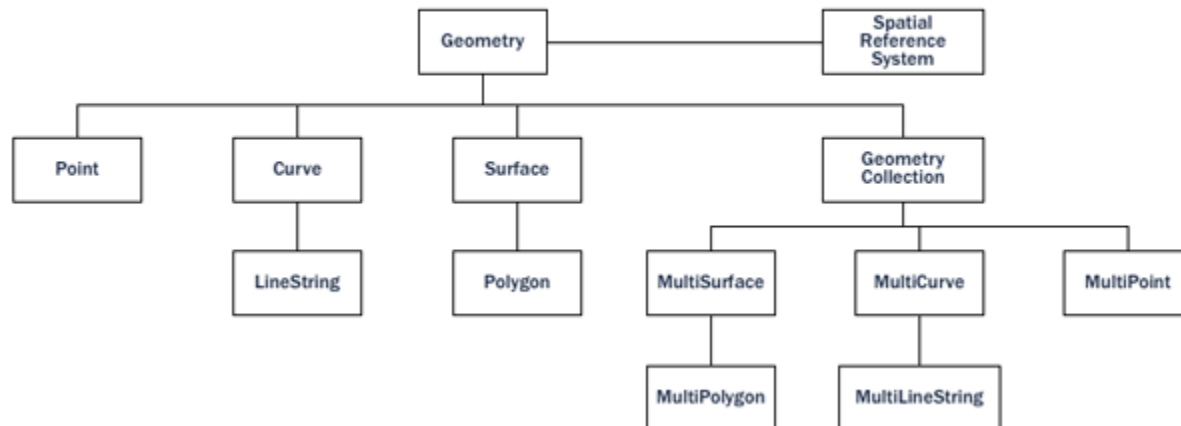 Geometry
Spatial
Reference
System
Point
Curve
Surface
Geometry
Collection
LineString
Polygon
MultiSurface
MultiCurve
MultiPoint
MultiPolygon
MultiLineString